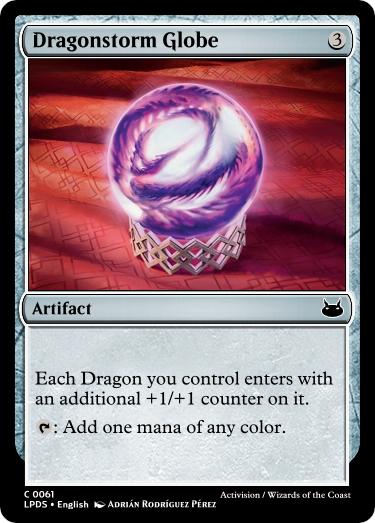 Dragonstorm Globe 3
Artifact
Each Dragon you control enters with
an additional +1/+1 counter on it.
: Add one mana of any color.
C 0061
LPDS • English Adrián Rodríguez Pérez
Activision / Wizards of the Coast